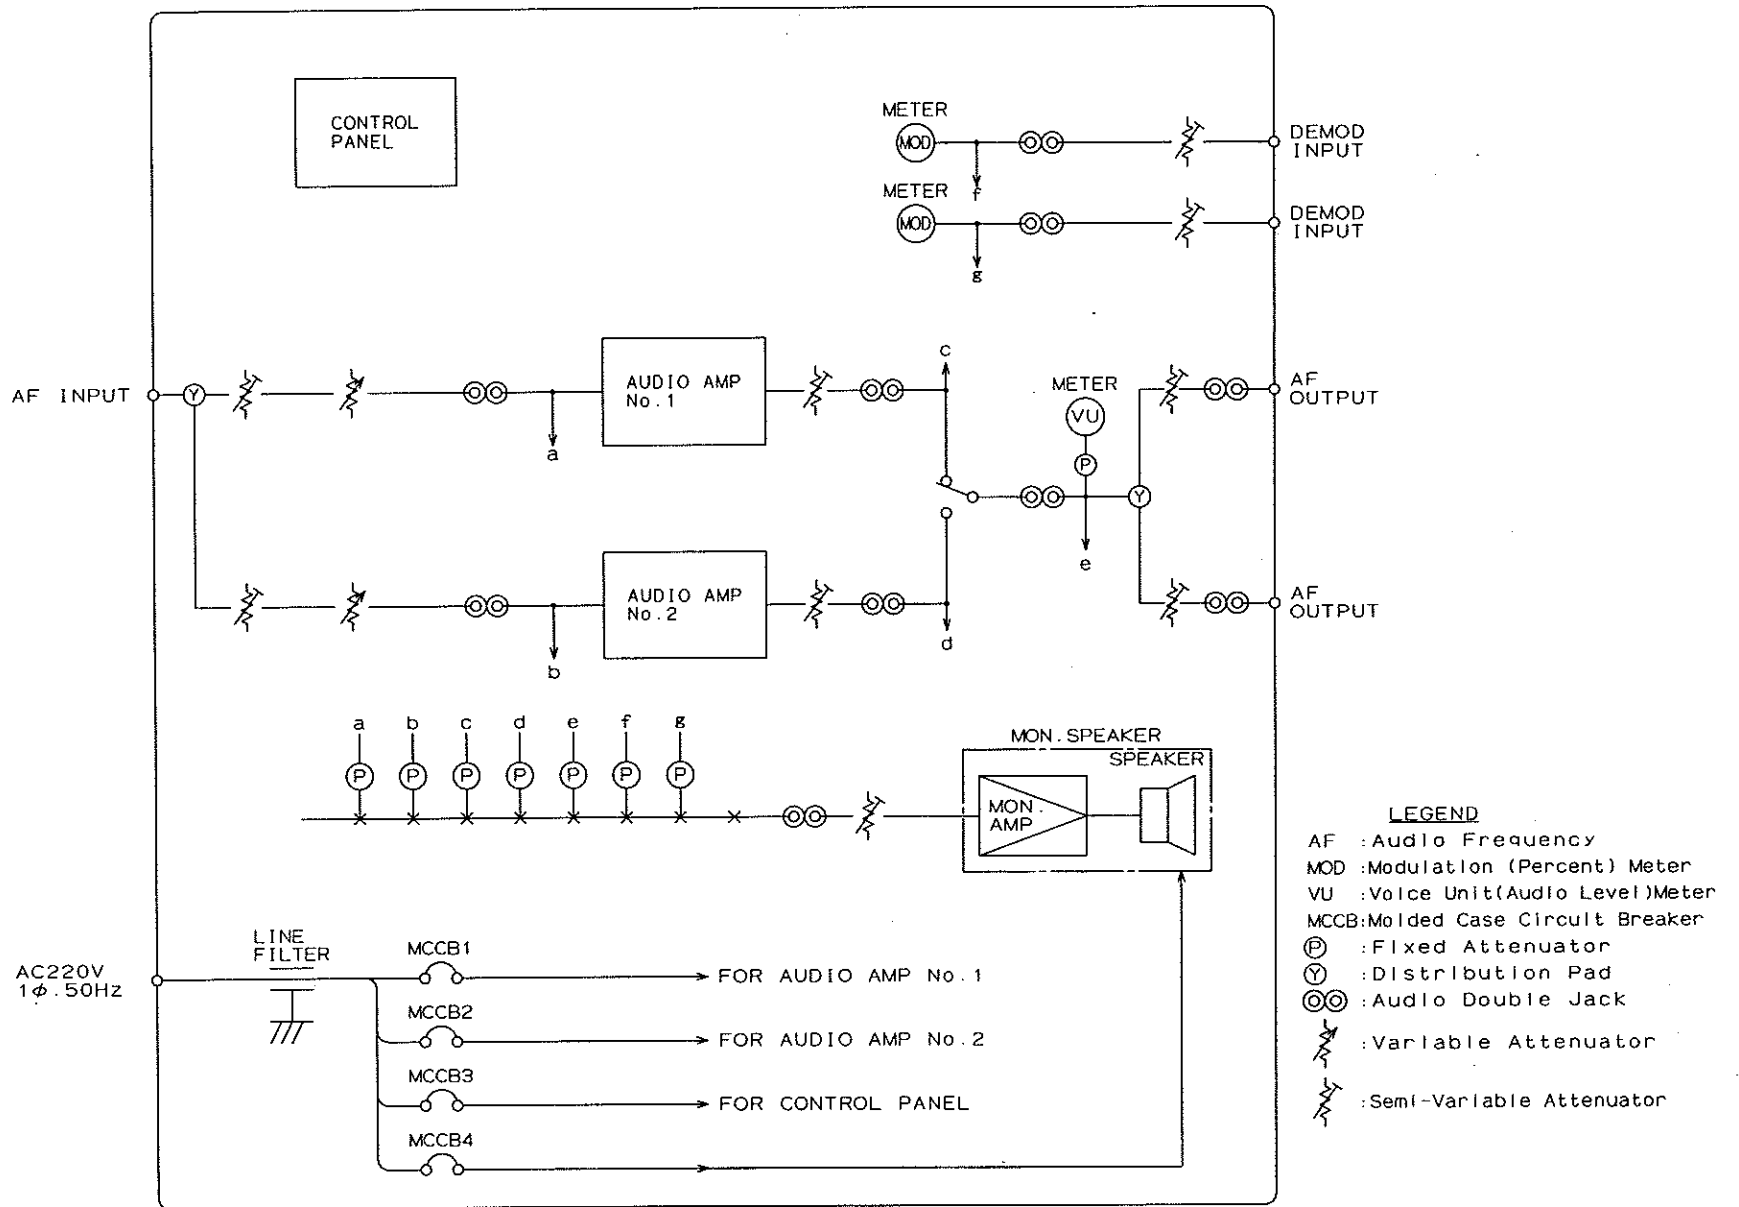 CONTROL
PANEL
METER
MOD
f
DEMOD
INPUT
METER
MOD
g
DEMOD
INPUT
AF INPUT
Y
a
AUDIO AMP
No.1
c
METER
VU
P
Y
e
AF
OUTPUT
b
AUDIO AMP
No.2
d
AF
OUTPUT
a b c d e f g
P P P P P P P
MON.SPEAKER
SPEAKER
MON.
AMP
LINE
FILTER
AC220V
1φ.50Hz
MCCB1
FOR AUDIO AMP No.1
MCCB2
FOR AUDIO AMP No.2
MCCB3
FOR CONTROL PANEL
MCCB4
LEGEND
AF :Audio Frequency
MOD :Modulation (Percent) Meter
VU :Voice Unit(Audio Level)Meter
MCCB:Molded Case Circuit Breaker
P :Fixed Attenuator
Y :Distribution Pad
:Audio Double Jack
:Variable Attenuator
:Semi-Variable Attenuator